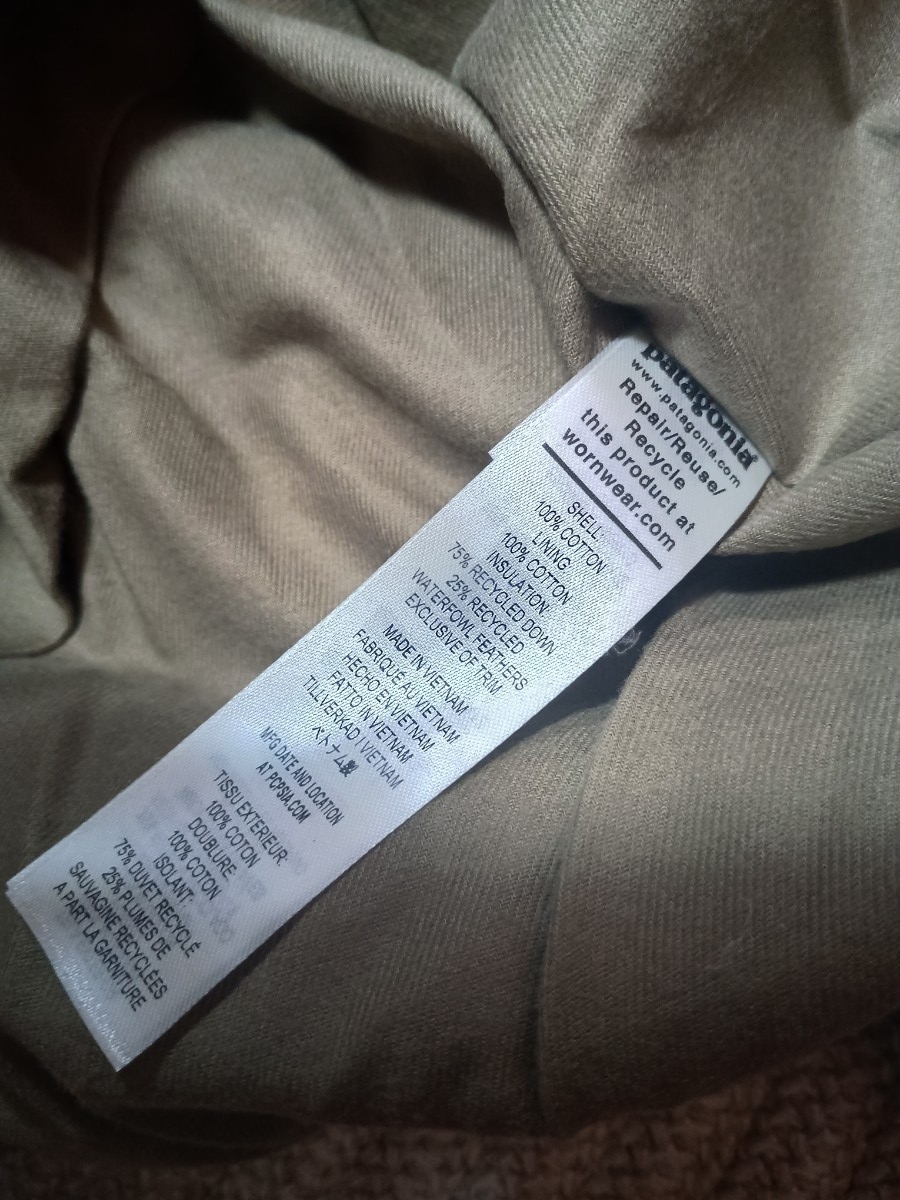 patagonia®
www.patagonia.com
Repair/Reuse/
Recycle
this product at
wornwear.com
SHELL:
100% COTTON
LINING
100% COTTON
INSULATION:
75% RECYCLED DOWN
25% RECYCLED
WATERFOWL FEATHERS
EXCLUSIVE OF TRIM
MADE IN VIETNAM
FABRIQUÉ AU VIETNAM
HECHO EN VIETNAM
FATTO IN VIETNAM
TILLVERKAD I VIETNAM
ベトナム製
MFG DATE AND LOCATION
AT PCPSIA.COM
TISSU EXTERIEUR:
100% COTON
DOUBLURE
100% COTON
ISOLANT:
75% DUVET RECYCLÉ
25% PLUMES DE
SAUVAGINE RECYCLÉES
A PART LA GARNITURE